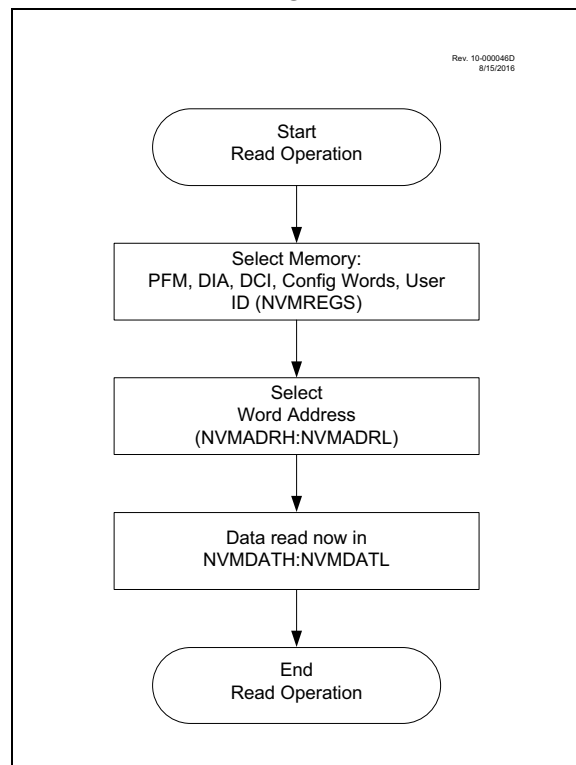 Rev. 10-000046D
8/15/2016
Start
Read Operation
Select Memory:
PFM, DIA, DCI, Config Words, User
ID (NVMREGS)
Select
Word Address
(NVMADRH:NVMADRL)
Data read now in
NVMDATH:NVMDATL
End
Read Operation